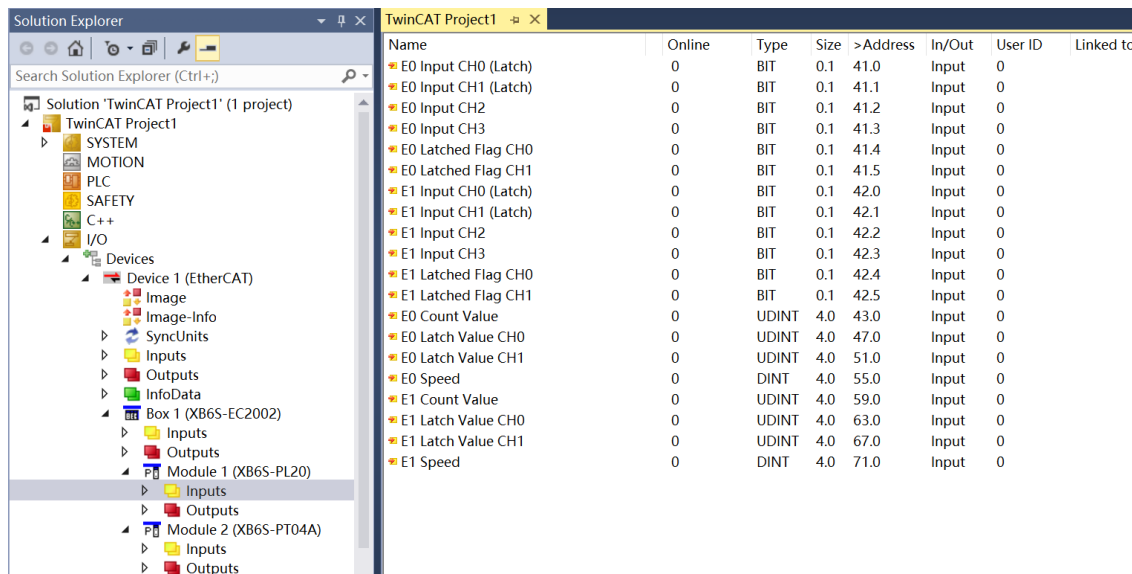 Solution Explorer
Search Solution Explorer (Ctrl+;)
Solution 'TwinCAT Project1' (1 project)
TwinCAT Project1
SYSTEM
MOTION
PLC
SAFETY
C++
I/O
Devices
Device 1 (EtherCAT)
Image
Image-Info
SyncUnits
Inputs
Outputs
InfoData
Box 1 (XB6S-EC2002)
Inputs
Outputs
Module 1 (XB6S-PL20)
Inputs
Outputs
Module 2 (XB6S-PT04A)
Inputs
Outputs
TwinCAT Project1
Name Online Type Size >Address In/Out User ID Linked to
E0 Input CH0 (Latch) 0 BIT 0.1 41.0 Input 0
E0 Input CH1 (Latch) 0 BIT 0.1 41.1 Input 0
E0 Input CH2 0 BIT 0.1 41.2 Input 0
E0 Input CH3 0 BIT 0.1 41.3 Input 0
E0 Latched Flag CH0 0 BIT 0.1 41.4 Input 0
E0 Latched Flag CH1 0 BIT 0.1 41.5 Input 0
E1 Input CH0 (Latch) 0 BIT 0.1 42.0 Input 0
E1 Input CH1 (Latch) 0 BIT 0.1 42.1 Input 0
E1 Input CH2 0 BIT 0.1 42.2 Input 0
E1 Input CH3 0 BIT 0.1 42.3 Input 0
E1 Latched Flag CH0 0 BIT 0.1 42.4 Input 0
E1 Latched Flag CH1 0 BIT 0.1 42.5 Input 0
E0 Count Value 0 UDINT 4.0 43.0 Input 0
E0 Latch Value CH0 0 UDINT 4.0 47.0 Input 0
E0 Latch Value CH1 0 UDINT 4.0 51.0 Input 0
E0 Speed 0 DINT 4.0 55.0 Input 0
E1 Count Value 0 UDINT 4.0 59.0 Input 0
E1 Latch Value CH0 0 UDINT 4.0 63.0 Input 0
E1 Latch Value CH1 0 UDINT 4.0 67.0 Input 0
E1 Speed 0 DINT 4.0 71.0 Input 0